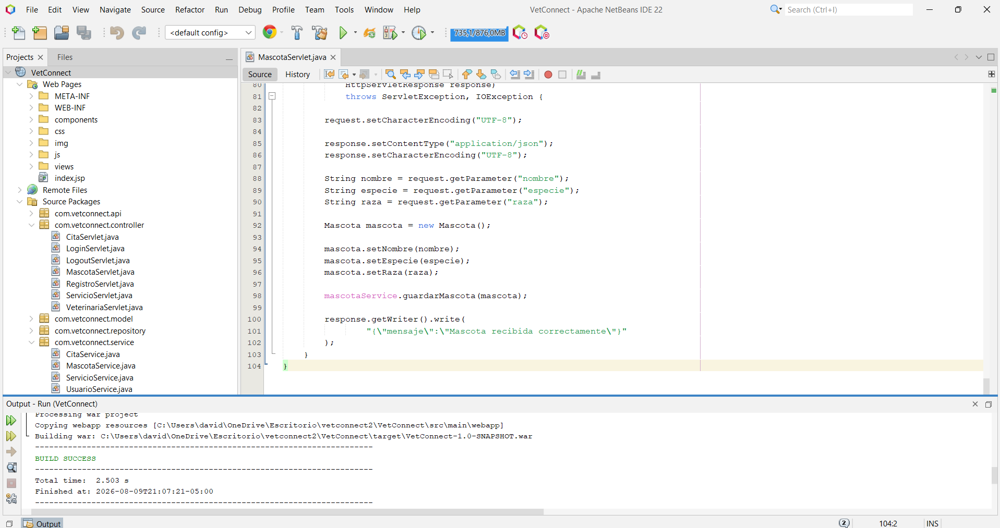 File Edit View Navigate Source Refactor Run Debug Profile Team Tools Window Help VetConnect - Apache NetBeans IDE 22 Search (Ctrl+I)
<default config> 735,1/876,0MB
Projects Files MascotaServlet.java
Source History
VetConnect
Web Pages
META-INF
WEB-INF
components
css
img
js
views
index.jsp
Remote Files
Source Packages
com.vetconnect.api
com.vetconnect.controller
CitaServlet.java
LoginServlet.java
LogoutServlet.java
MascotaServlet.java
RegistroServlet.java
ServicioServlet.java
VeterinariaServlet.java
com.vetconnect.model
com.vetconnect.repository
com.vetconnect.service
CitaService.java
MascotaService.java
ServicioService.java
UsuarioService.java
80 HttpServletResponse response)
81 throws ServletException, IOException {
82
83 request.setCharacterEncoding("UTF-8");
84
85 response.setContentType("application/json");
86 response.setCharacterEncoding("UTF-8");
87
88 String nombre = request.getParameter("nombre");
89 String especie = request.getParameter("especie");
90 String raza = request.getParameter("raza");
91
92 Mascota mascota = new Mascota();
93
94 mascota.setNombre(nombre);
95 mascota.setEspecie(especie);
96 mascota.setRaza(raza);
97
98 mascotaService.guardarMascota(mascota);
99
100 response.getWriter().write(
101 "{\"mensaje\":\"Mascota recibida correctamente\"}"
102 );
103 }
104 }
Output - Run (VetConnect)
Processing war project
Copying webapp resources [C:\Users\david\OneDrive\Escritorio\vetconnect2\VetConnect\src\main\webapp]
Building war: C:\Users\david\OneDrive\Escritorio\vetconnect2\VetConnect\target\VetConnect-1.0-SNAPSHOT.war
------------------------------------------------------------------------
BUILD SUCCESS
------------------------------------------------------------------------
Total time:  2.503 s
Finished at: 2026-08-09T21:07:21-05:00
------------------------------------------------------------------------
Output 2 104:2 INS